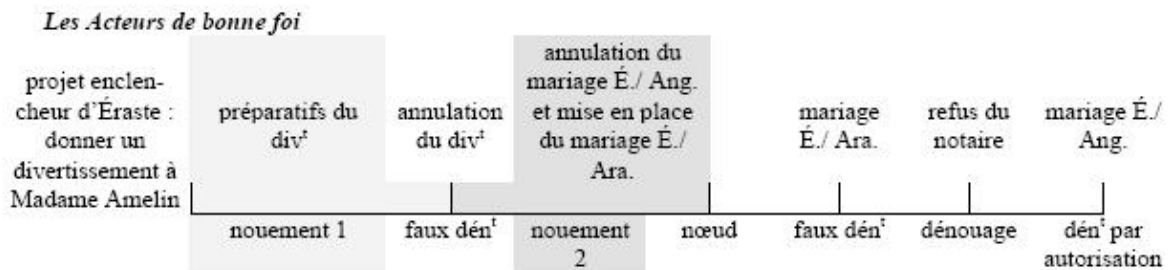 Les Acteurs de bonne foi
projet enclen-
cheur d'Éraste :
donner un
divertissement à
Madame Amelin
préparatifs du
divᵗ
annulation
du divᵗ
annulation du
mariage É./ Ang.
et mise en place
du mariage É./
Ara.
mariage
É./ Ara.
refus du
notaire
mariage É./
Ang.
nouement 1
faux dénᵗ
nouement
2
nœud
faux dénᵗ
dénouage
dénᵗ par
autorisation